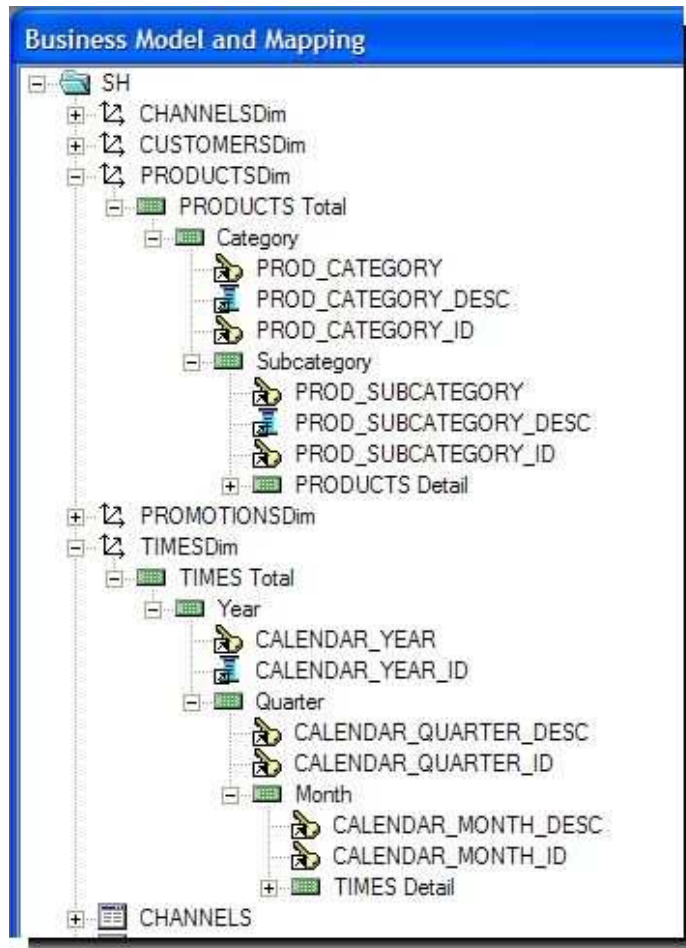 Business Model and Mapping
SH
CHANNELSDim
CUSTOMERSDim
PRODUCTSDim
PRODUCTS Total
Category
PROD_CATEGORY
PROD_CATEGORY_DESC
PROD_CATEGORY_ID
Subcategory
PROD_SUBCATEGORY
PROD_SUBCATEGORY_DESC
PROD_SUBCATEGORY_ID
PRODUCTS Detail
PROMOTIONSDim
TIMESDim
TIMES Total
Year
CALENDAR_YEAR
CALENDAR_YEAR_ID
Quarter
CALENDAR_QUARTER_DESC
CALENDAR_QUARTER_ID
Month
CALENDAR_MONTH_DESC
CALENDAR_MONTH_ID
TIMES Detail
CHANNELS